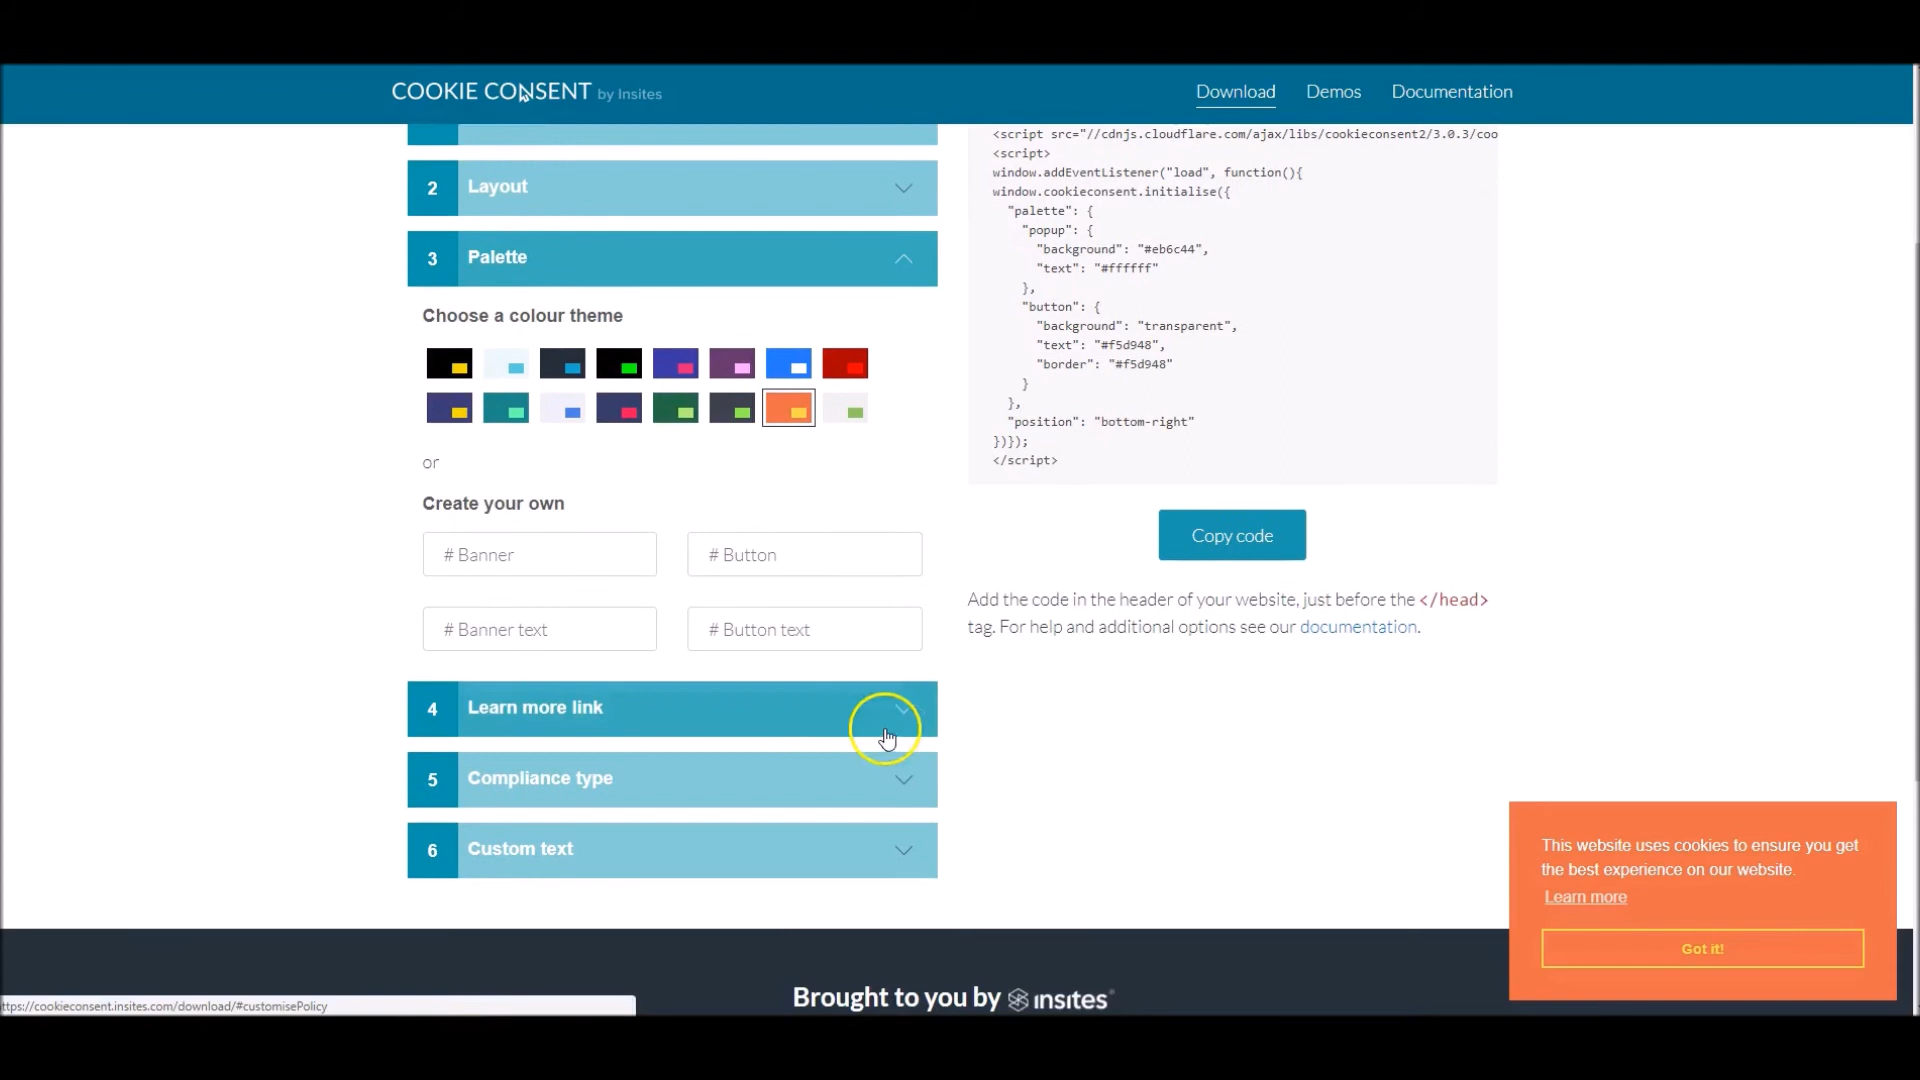 COOKIE CONSENT by Insites
Download
Demos
Documentation
2
Layout
3
Palette
Choose a colour theme
or
Create your own
# Banner
# Button
# Banner text
# Button text
4
Learn more link
5
Compliance type
6
Custom text
<script src="//cdnjs.cloudflare.com/ajax/libs/cookieconsent2/3.0.3/coo
<script>
window.addEventListener("load", function(){
window.cookieconsent.initialise({
"palette": {
"popup": {
"background": "#eb6c44",
"text": "#ffffff"
},
"button": {
"background": "transparent",
"text": "#f5d948",
"border": "#f5d948"
}
},
"position": "bottom-right"
})});
</script>
Copy code
Add the code in the header of your website, just before the </head>
tag. For help and additional options see our documentation.
This website uses cookies to ensure you get
the best experience on our website.
Learn more
Got it!
Brought to you by insites
ttps://cookieconsent.insites.com/download/#customisePolicy